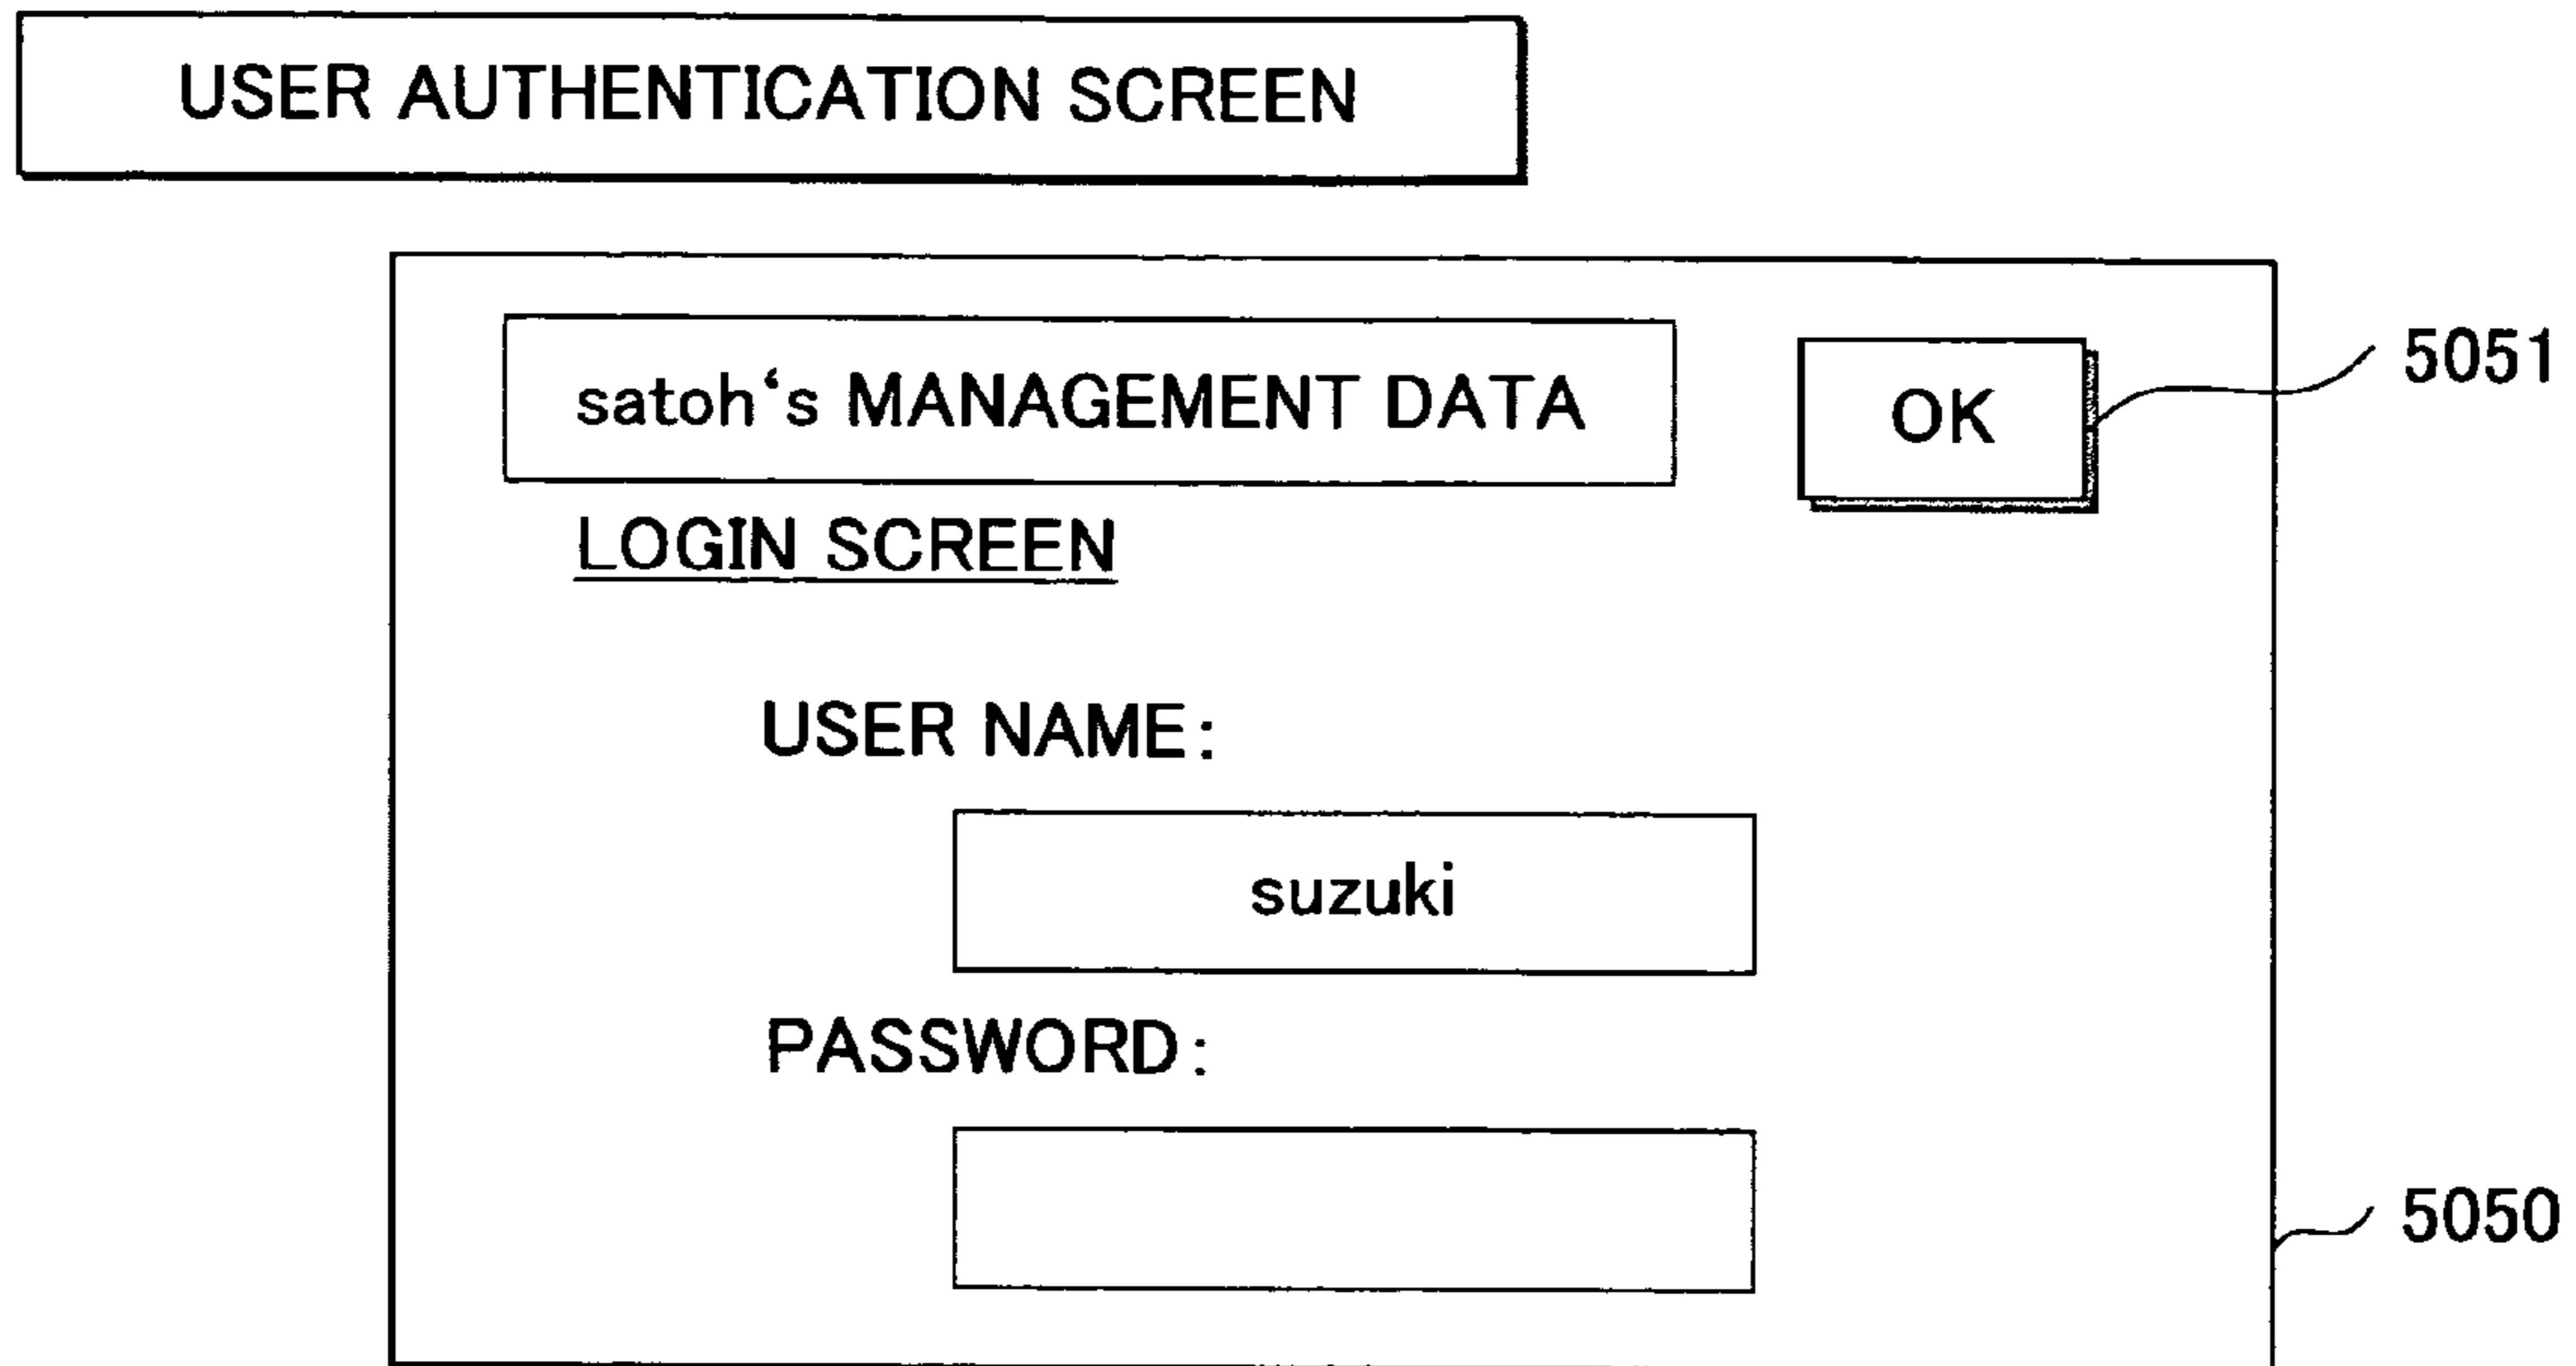 USER AUTHENTICATION SCREEN
satoh‘s MANAGEMENT DATA
OK
5051
LOGIN SCREEN
USER NAME:
suzuki
PASSWORD:
5050